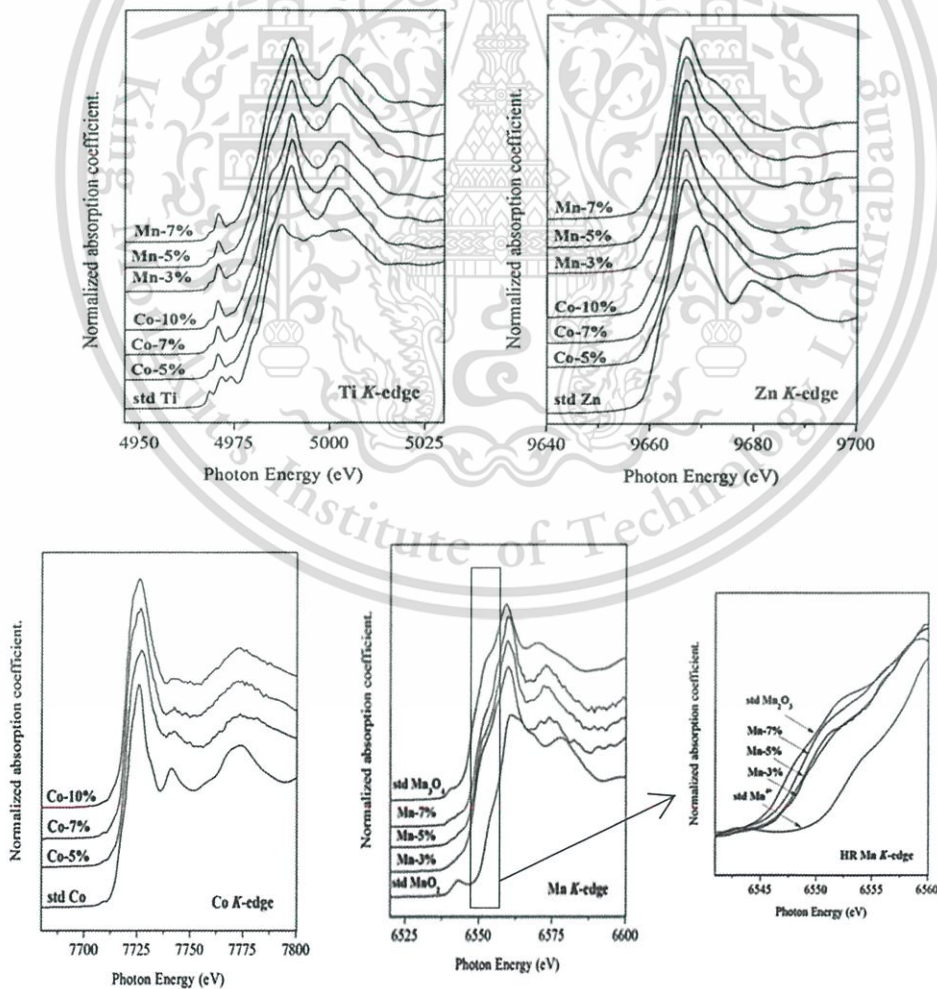 Normalized absorption coefficient.
Mn-7%
Mn-5%
Mn-3%
Co-10%
Co-7%
Co-5%
std Ti
Ti K-edge
4950 4975 5000 5025
Photon Energy (eV)
Normalized absorption coefficient.
Mn-7%
Mn-5%
Mn-3%
Co-10%
Co-7%
Co-5%
std Zn
Zn K-edge
9640 9660 9680 9700
Photon Energy (eV)
King Mongkut's Institute of Technology Ladkrabang
Normalized absorption coefficient.
Co-10%
Co-7%
Co-5%
std Co
Co K-edge
7700 7725 7750 7775 7800
Photon Energy (eV)
Normalized absorption coefficient.
std Mn₃O₄
Mn-7%
Mn-5%
Mn-3%
std MnO₂
Mn K-edge
6525 6550 6575 6600
Photon Energy (eV)
Normalized absorption coefficient.
std Mn₂O₃
Mn-7%
Mn-5%
Mn-3%
std Mn⁴⁺
HR Mn K-edge
6545 6550 6555 6560
Photon Energy (eV)